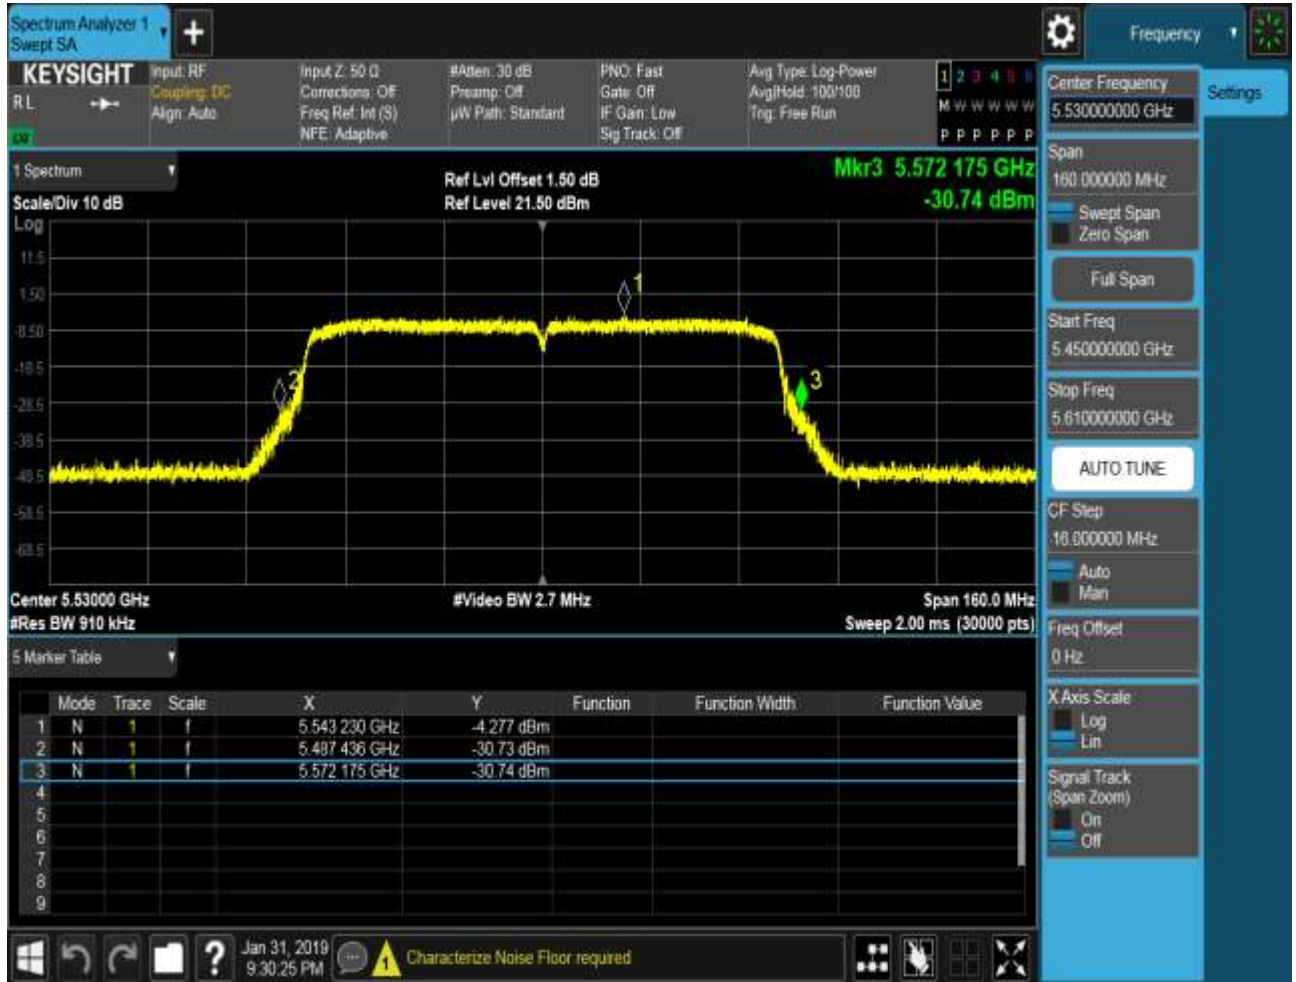 Spectrum Analyzer 1
Swept SA
+
Frequency
KEYSIGHT
R L
Input: RF
Coupling: DC
Align: Auto
Input Z: 50 Ω
Corrections: Off
Freq Ref: Int (S)
NFE: Adaptive
#Atten: 30 dB
Preamp: Off
µW Path: Standard
PNO: Fast
Gate: Off
IF Gain: Low
Sig Track: Off
Avg Type: Log-Power
Avg|Hold: 100/100
Trig: Free Run
1 2 3 4 5 6
M W W W W W
P P P P P P
1 Spectrum
Scale/Div 10 dB
Ref Lvl Offset 1.50 dB
Ref Level 21.50 dBm
Mkr3 5.572 175 GHz
-30.74 dBm
Log
11.5
1.50
-8.50
-18.5
-28.5
-38.5
-48.5
-58.5
-68.5
1
2
3
Center 5.53000 GHz
#Res BW 910 kHz
#Video BW 2.7 MHz
Span 160.0 MHz
Sweep 2.00 ms (30000 pts)
5 Marker Table
Mode Trace Scale X Y Function Function Width Function Value
1 N 1 f 5.543 230 GHz -4.277 dBm
2 N 1 f 5.487 436 GHz -30.73 dBm
3 N 1 f 5.572 175 GHz -30.74 dBm
4
5
6
7
8
9
Settings
Center Frequency
5.530000000 GHz
Span
160.000000 MHz
Swept Span
Zero Span
Full Span
Start Freq
5.450000000 GHz
Stop Freq
5.610000000 GHz
AUTO TUNE
CF Step
16.000000 MHz
Auto
Man
Freq Offset
0 Hz
X Axis Scale
Log
Lin
Signal Track
(Span Zoom)
On
Off
?
Jan 31, 2019
9:30:25 PM
1
Characterize Noise Floor required